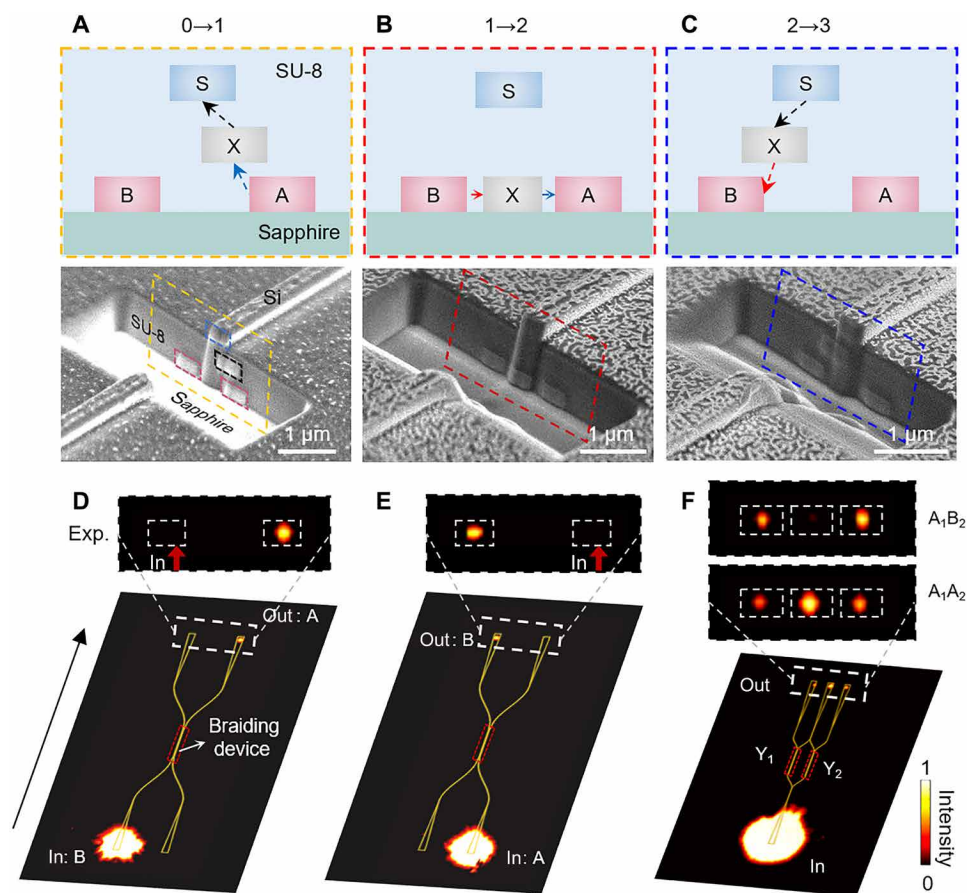 A 0→1
B 1→2
C 2→3
SU-8
S
S
S
X
X
B A
B X A
B A
Sapphire
Si
SU-8
Sapphire
1 μm
1 μm
1 μm
D
E
F
Exp.
In
In
A₁B₂
A₁A₂
Out: A
Out: B
Out
Braiding
device
Y₁
Y₂
In: B
In: A
In
1
Intensity
0